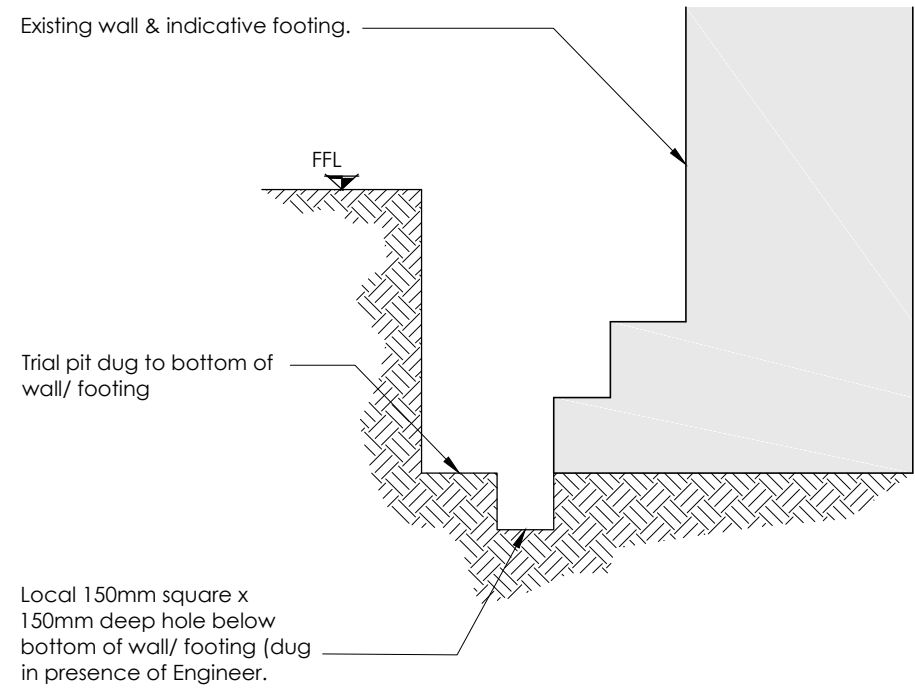 Existing wall & indicative footing.
FFL
Trial pit dug to bottom of
wall/ footing
Local 150mm square x
150mm deep hole below
bottom of wall/ footing (dug
in presence of Engineer.